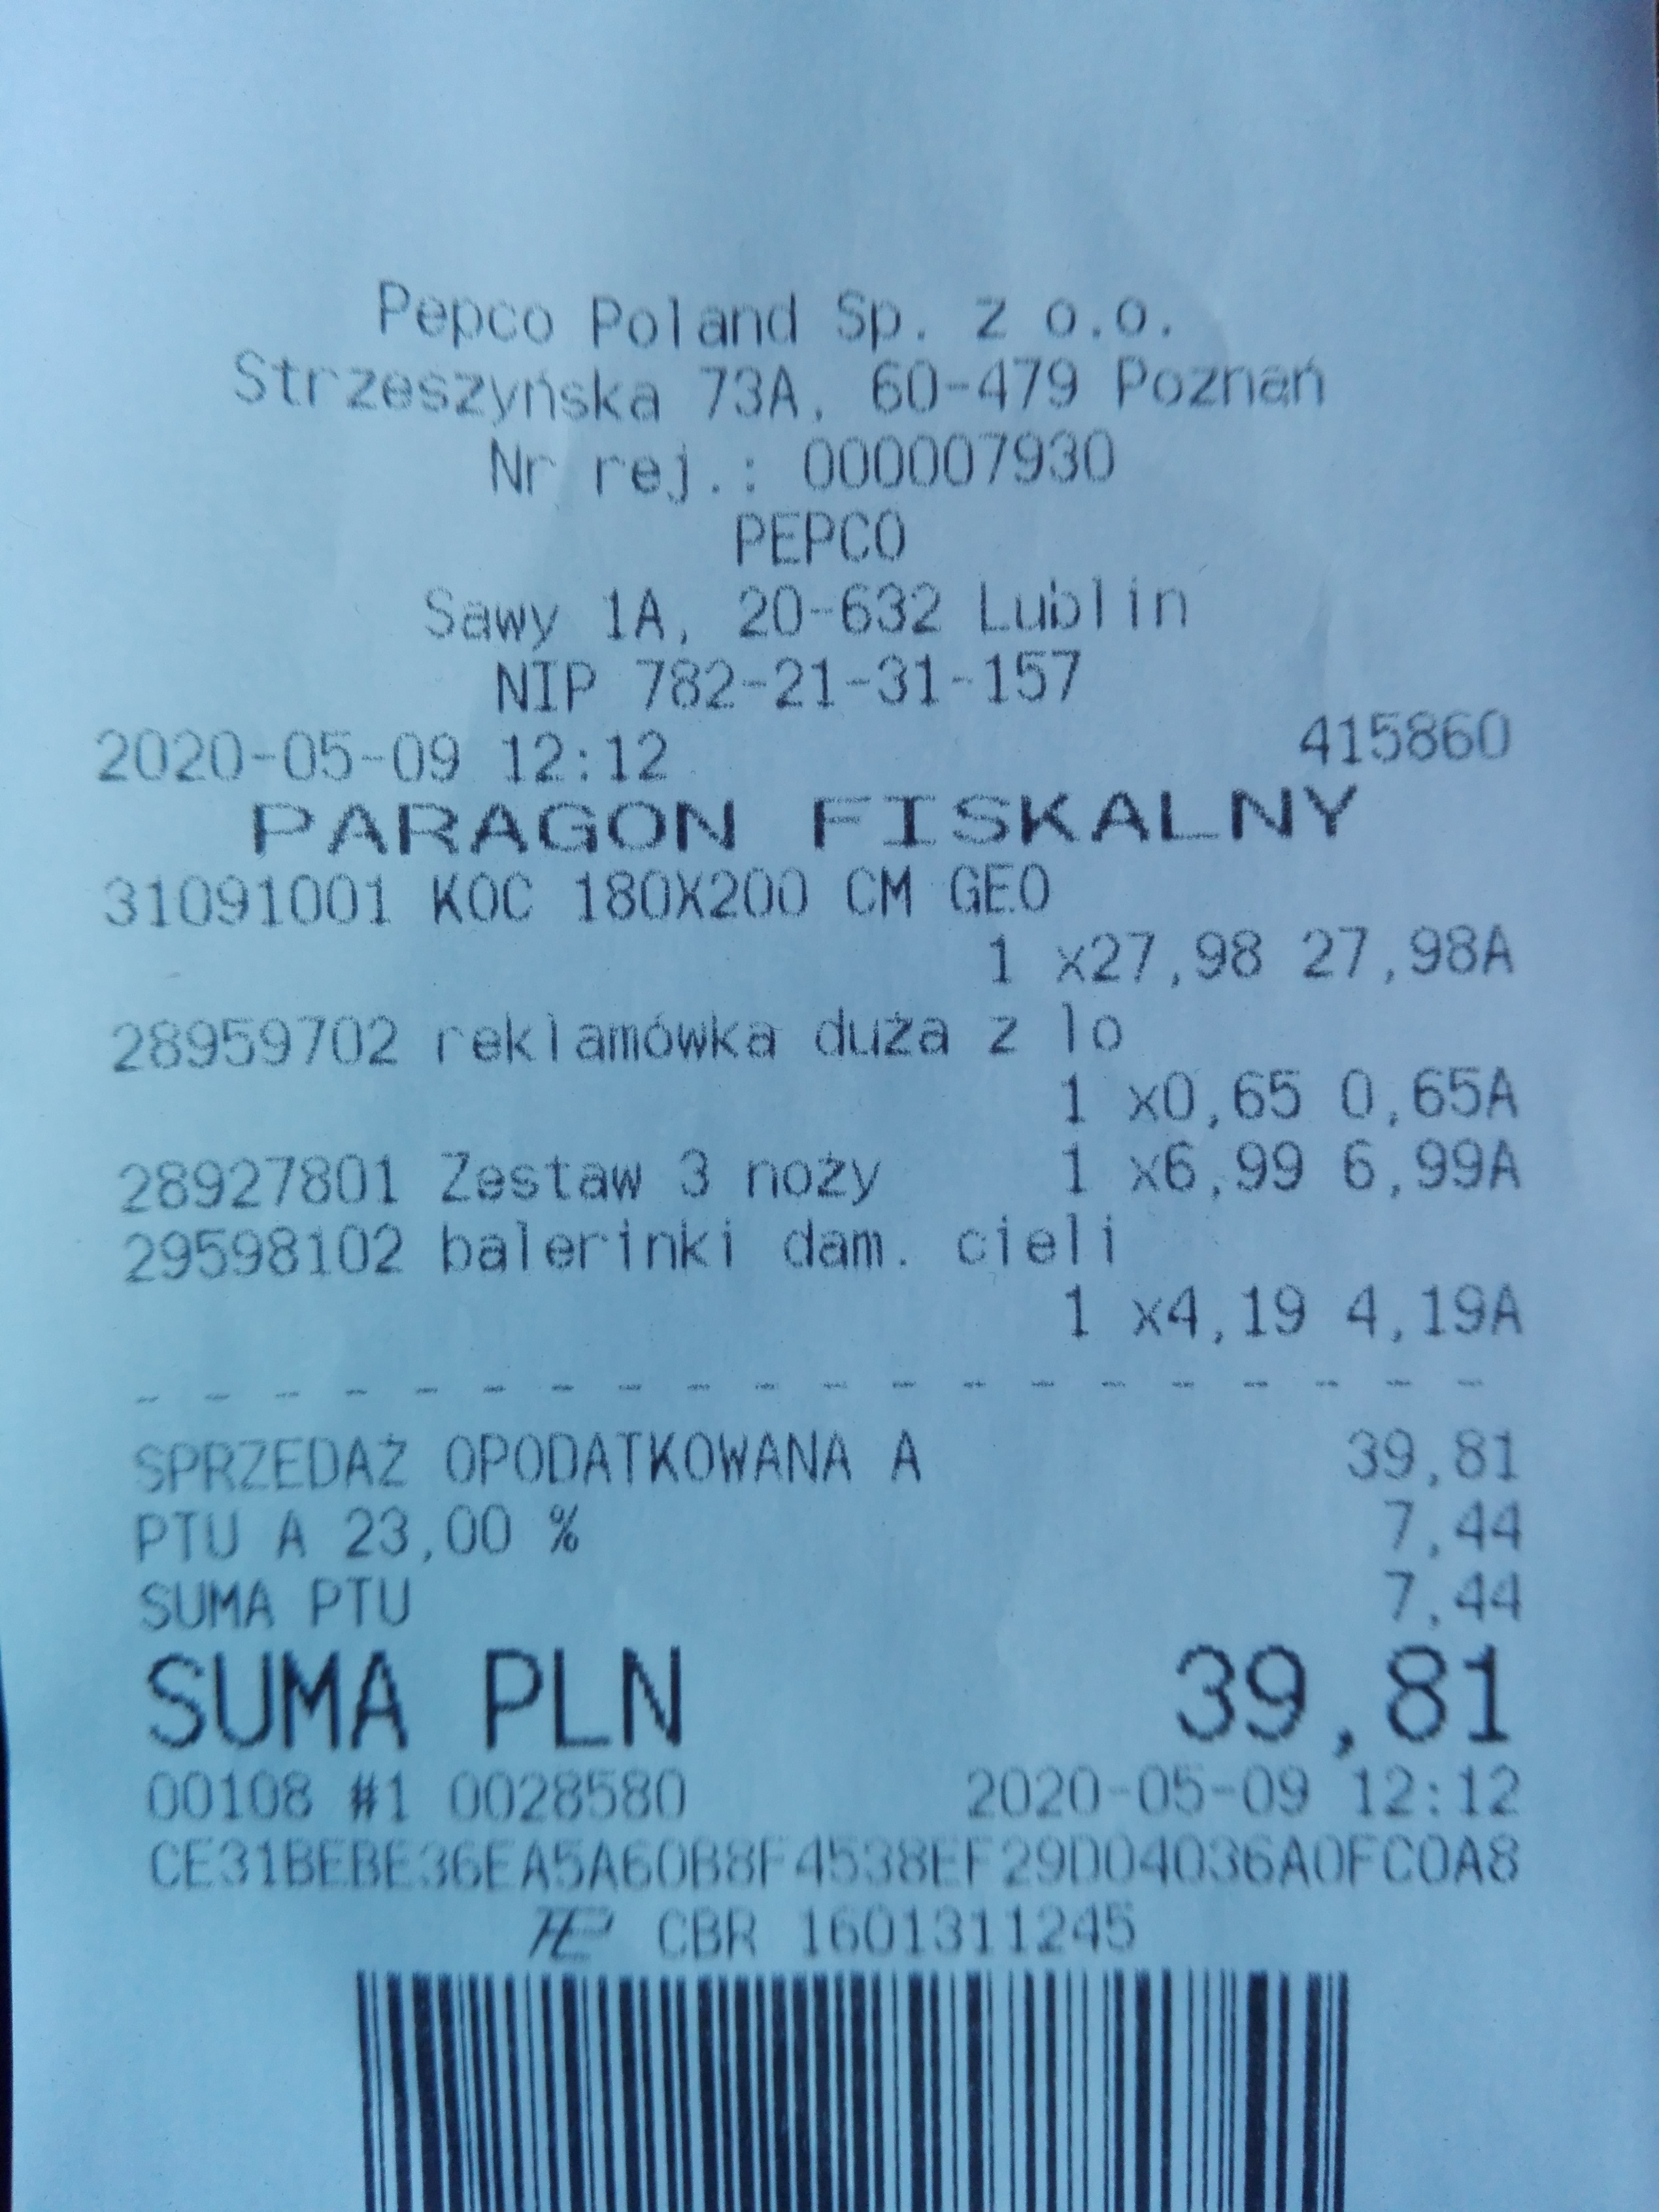 Pepco Poland Sp. z o.o.
Strzeszyńska 73A, 60-479 Poznań
Nr rej.: 000007930
PEPCO
Sawy 1A, 20-632 Lublin
NIP 782-21-31-157
2020-05-09 12:12 415860
PARAGON FISKALNY
31091001 KOC 180X200 CM GEO
1 x27,98 27,98A
28959702 reklamówka duża z lo
1 x0,65 0,65A
28927801 Zestaw 3 noży 1 x6,99 6,99A
29598102 balerinki dam. cieli
1 x4,19 4,19A
- - - - - - - - - - - - - - - - - - - -
SPRZEDAŻ OPODATKOWANA A 39,81
PTU A 23,00 % 7,44
SUMA PTU 7,44
SUMA PLN 39,81
00108 #1 0028580 2020-05-09 12:12
CE31BEBE36EA5A60B8F4538EF29D04036A0FC0A8
CBR 1601311245